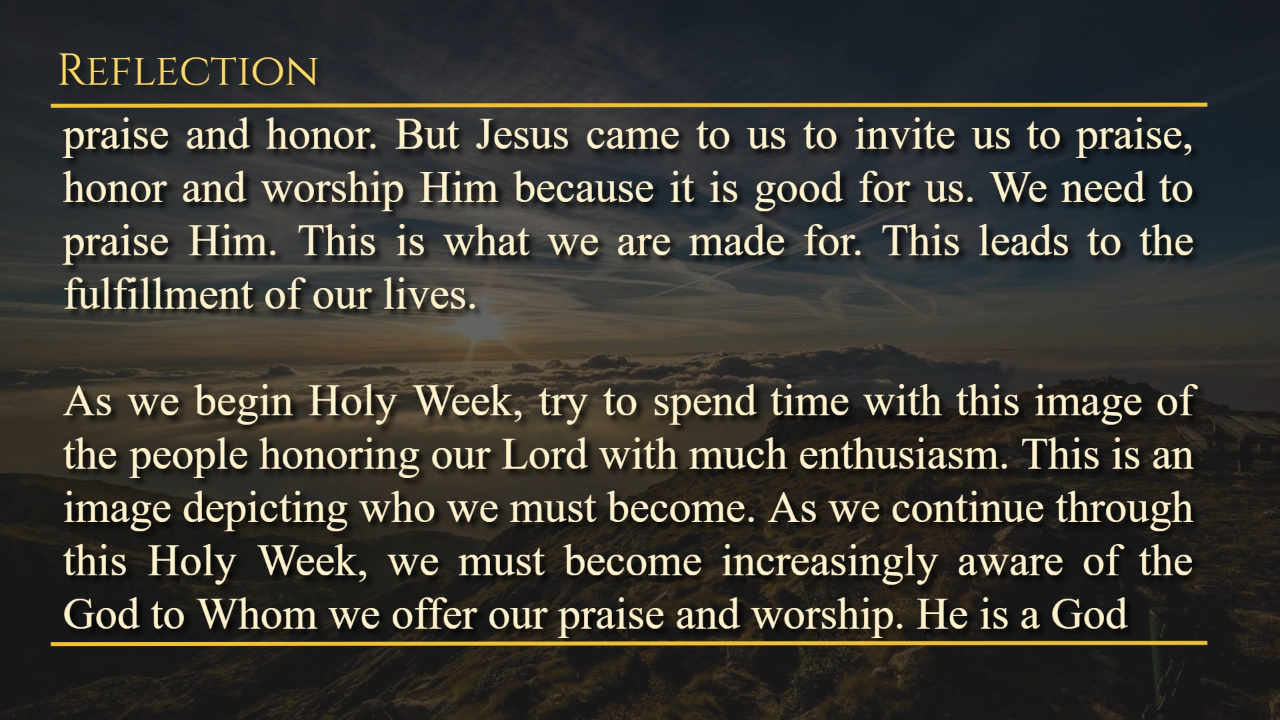 Reflection
praise and honor. But Jesus came to us to invite us to praise,
honor and worship Him because it is good for us. We need to
praise Him. This is what we are made for. This leads to the
fulfillment of our lives.
As we begin Holy Week, try to spend time with this image of
the people honoring our Lord with much enthusiasm. This is an
image depicting who we must become. As we continue through
this Holy Week, we must become increasingly aware of the
God to Whom we offer our praise and worship. He is a God